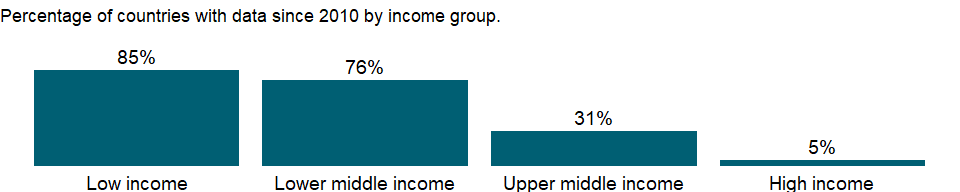 Percentage of countries with data since 2010 by income group.
85%
76%
31%
5%
Low income
Lower middle income
Upper middle income
High income